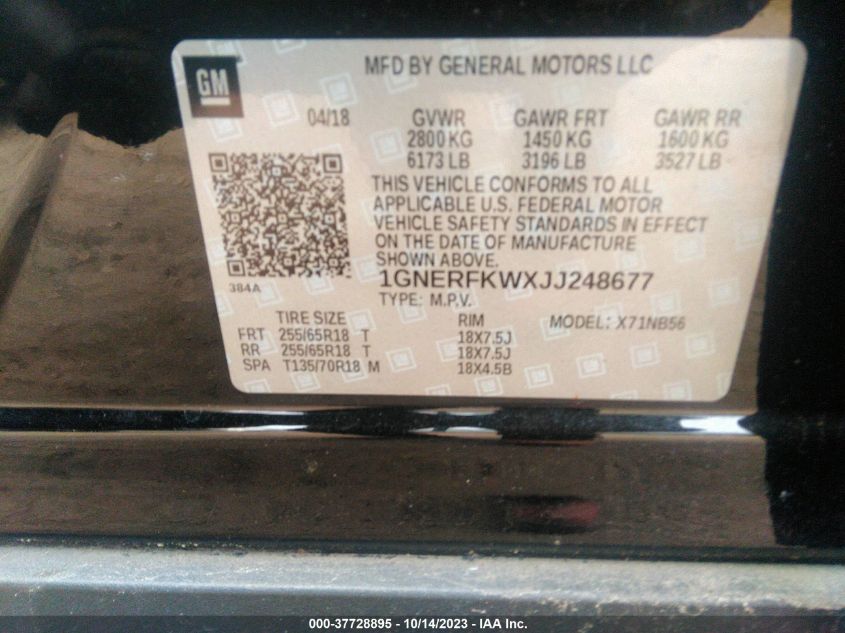 GM
MFD BY GENERAL MOTORS LLC
04/18 GVWR GAWR FRT GAWR RR
2800 KG 1450 KG 1600 KG
6173 LB 3196 LB 3527 LB
THIS VEHICLE CONFORMS TO ALL
APPLICABLE U.S. FEDERAL MOTOR
VEHICLE SAFETY STANDARDS IN EFFECT
ON THE DATE OF MANUFACTURE
SHOWN ABOVE.
384A
1GNERFKWXJJ248677
TYPE: M.P.V.
TIRE SIZE RIM MODEL: X71NB56
FRT 255/65R18 T 18X7.5J
RR 255/65R18 T 18X7.5J
SPA T135/70R18 M 18X4.5B
000-37728895 - 10/14/2023 - IAA Inc.